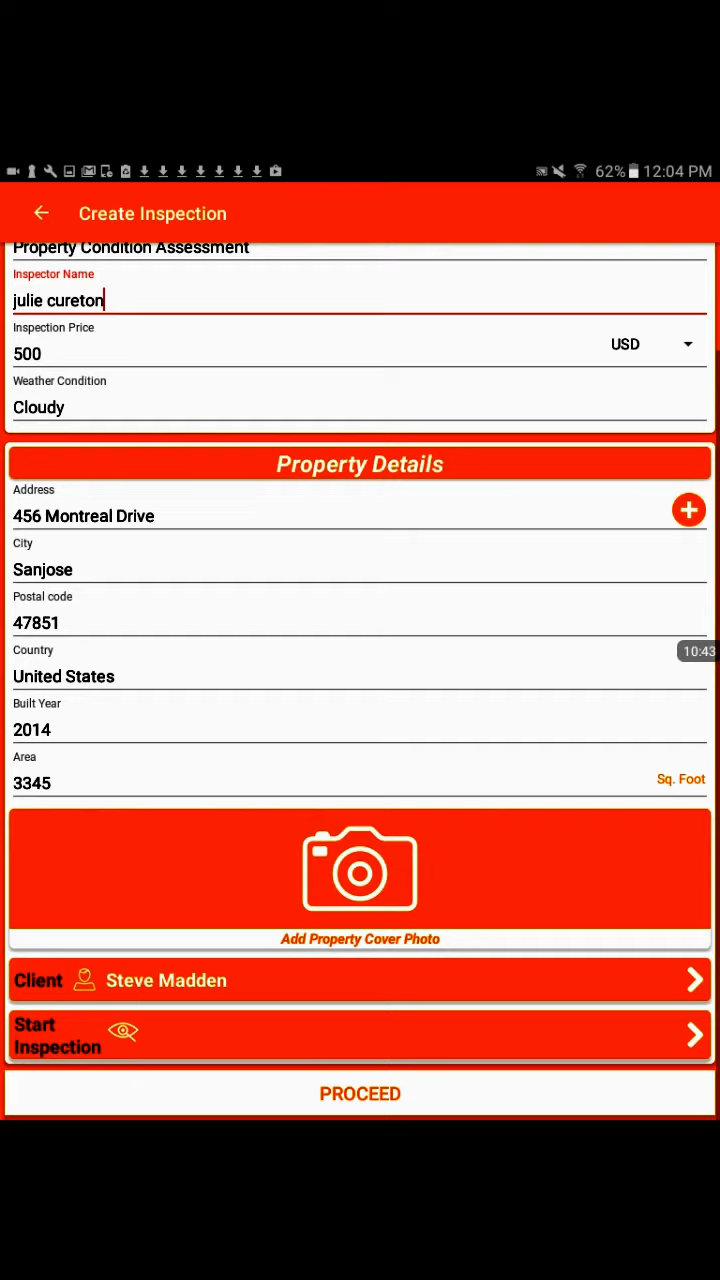 62% 12:04 PM
Create Inspection
Property Condition Assessment
Inspector Name
julie cureton
Inspection Price
500 USD
Weather Condition
Cloudy
Property Details
Address
456 Montreal Drive
City
Sanjose
Postal code
47851
10:43
Country
United States
Built Year
2014
Area
3345 Sq. Foot
Add Property Cover Photo
Client Steve Madden
Start
Inspection
PROCEED